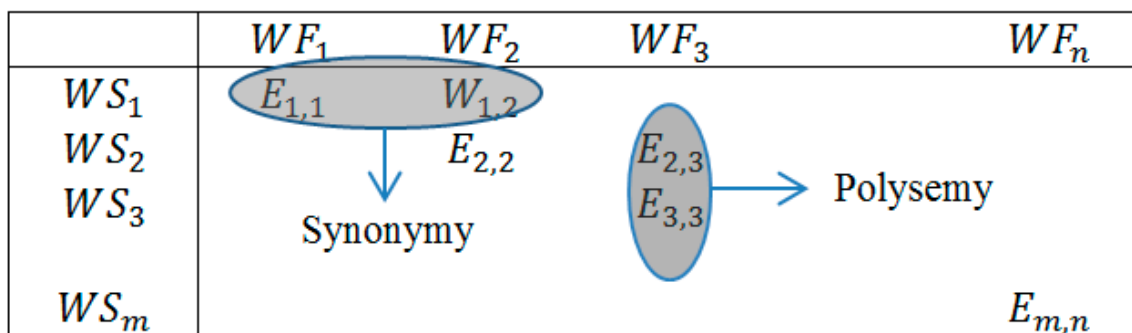 WF₁ WF₂ WF₃ WFₙ
WS₁ E₁,₁ W₁,₂
WS₂ E₂,₂ E₂,₃
WS₃ E₃,₃ Polysemy
Synonymy
WSₘ Eₘ,ₙ